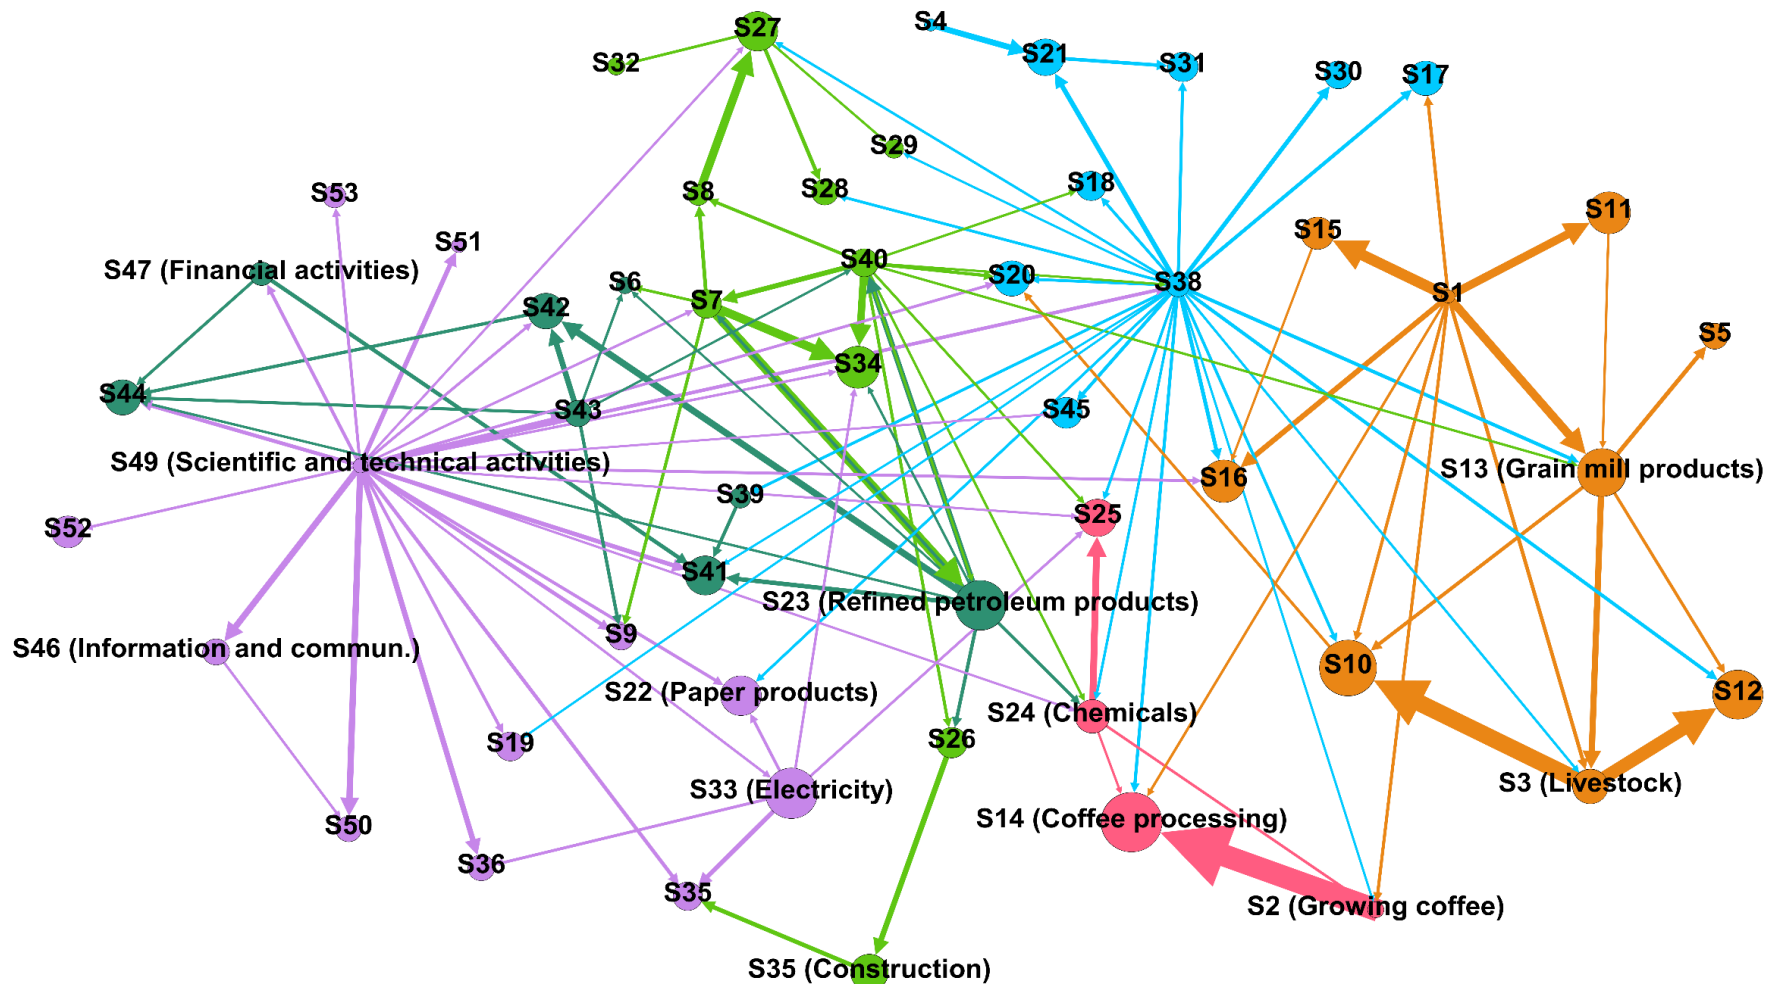 S4
S27
S21
S32
S31
S30
S17
S29
S53
S8
S28
S18
S11
S51
S15
S47 (Financial activities)
S40
S6
S20
S38
S42
S7
S1
S5
S34
S44
S43
S45
S49 (Scientific and technical activities)
S13 (Grain mill products)
S16
S39
S25
S52
S41
S23 (Refined petroleum products)
S9
S46 (Information and commun.)
S10
S22 (Paper products)
S12
S24 (Chemicals)
S19
S26
S3 (Livestock)
S33 (Electricity)
S14 (Coffee processing)
S50
S36
S35
S2 (Growing coffee)
S35 (Construction)